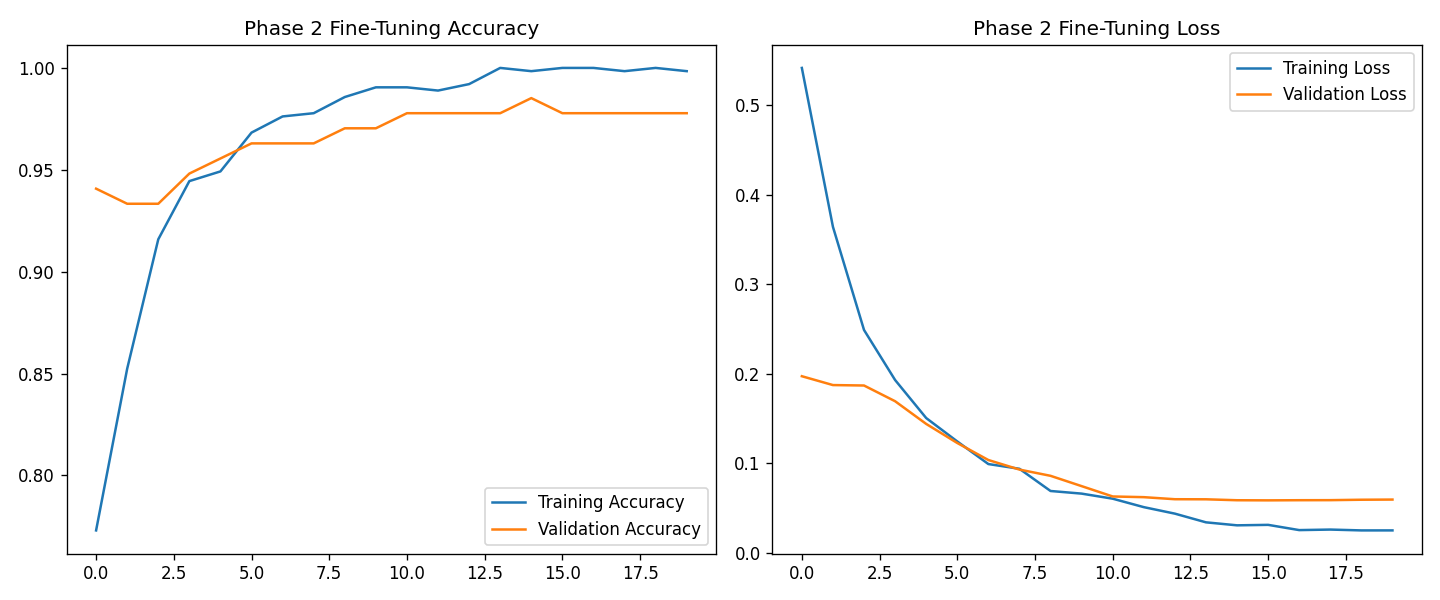 Phase 2 Fine-Tuning Accuracy
1.00
0.95
0.90
0.85
0.80
Training Accuracy
Validation Accuracy
0.0 2.5 5.0 7.5 10.0 12.5 15.0 17.5
Phase 2 Fine-Tuning Loss
Training Loss
Validation Loss
0.5
0.4
0.3
0.2
0.1
0.0
0.0 2.5 5.0 7.5 10.0 12.5 15.0 17.5